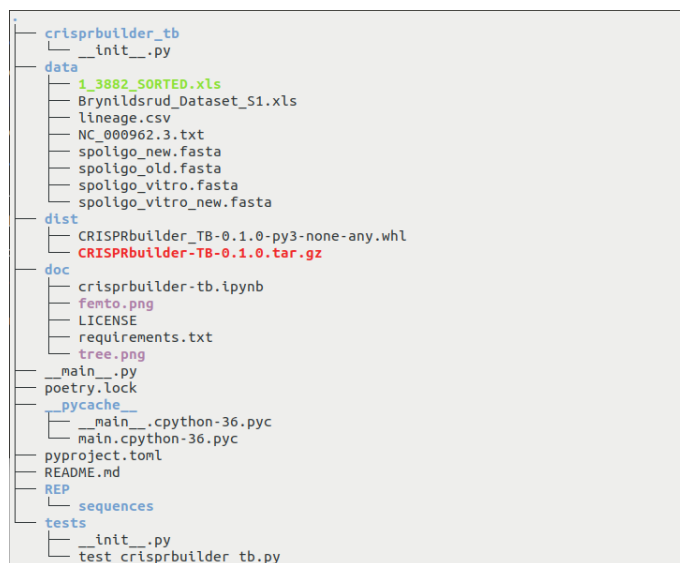 .
├── crisprbuilder_tb
│   └── __init__.py
├── data
│   ├── 1_3882_SORTED.xls
│   ├── Brynildsrud_Dataset_S1.xls
│   ├── lineage.csv
│   ├── NC_000962.3.txt
│   ├── spoligo_new.fasta
│   ├── spoligo_old.fasta
│   ├── spoligo_vitro.fasta
│   └── spoligo_vitro_new.fasta
├── dist
│   ├── CRISPRbuilder_TB-0.1.0-py3-none-any.whl
│   └── CRISPRbuilder-TB-0.1.0.tar.gz
├── doc
│   ├── crisprbuilder-tb.ipynb
│   ├── femto.png
│   ├── LICENSE
│   ├── requirements.txt
│   └── tree.png
├── __main__.py
├── poetry.lock
├── __pycache__
│   ├── __main__.cpython-36.pyc
│   └── main.cpython-36.pyc
├── pyproject.toml
├── README.md
├── REP
│   └── sequences
└── tests
    ├── __init__.py
    └── test_crisprbuilder_tb.py